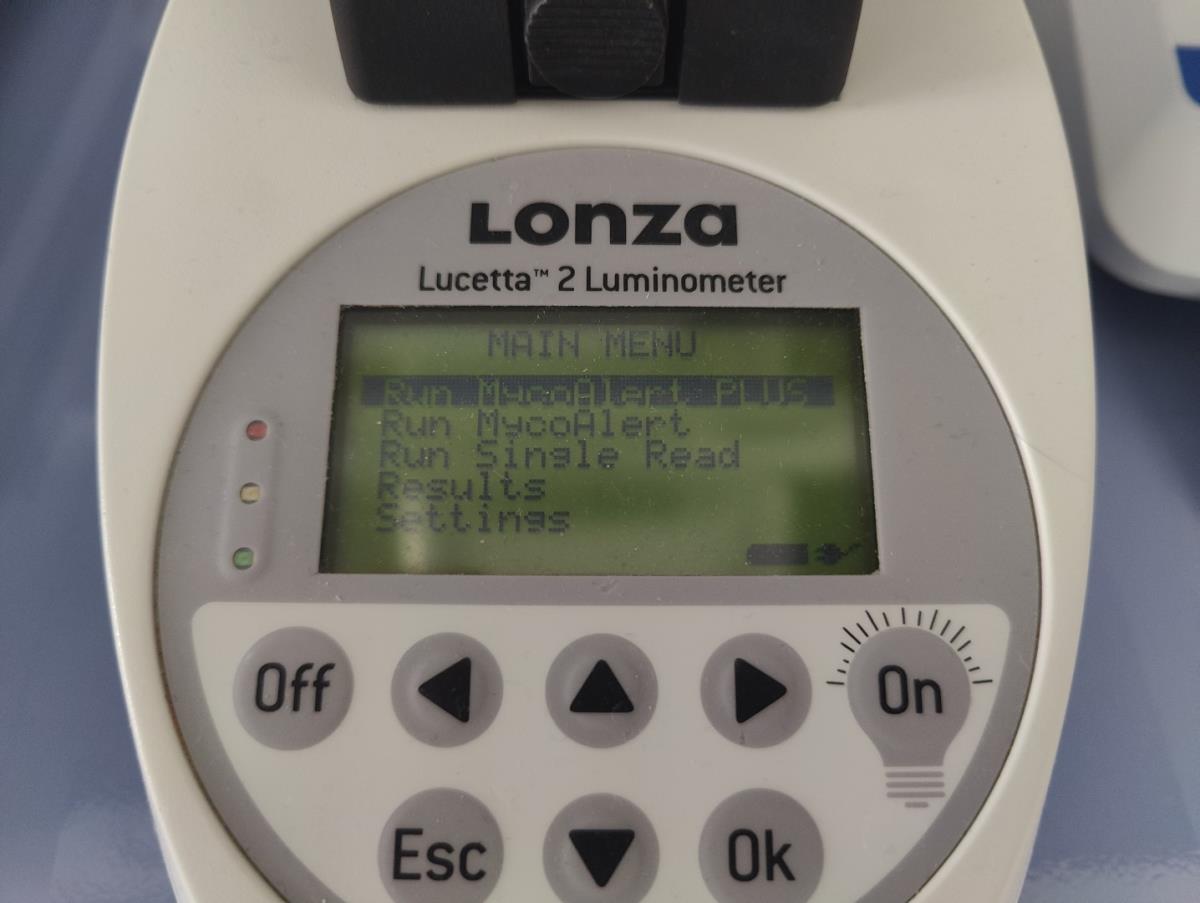 Lonza
Lucetta™ 2 Luminometer
MAIN MENU
Run MycoAlert PLUS
Run MycoAlert
Run Single Read
Results
Settings
Off
On
Esc
Ok